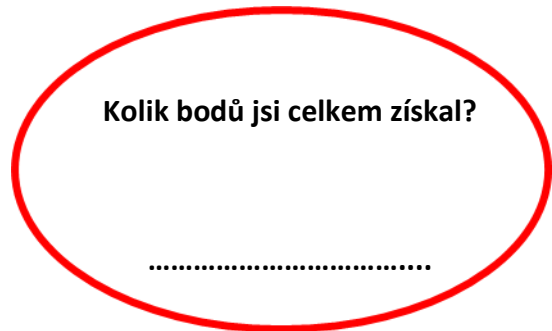 Kolik bodů jsi celkem získal?
……………………………....